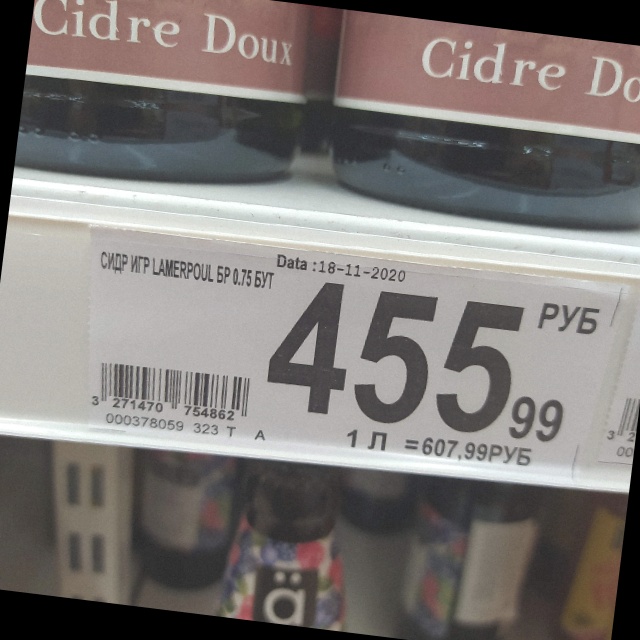 Cidre Doux
Cidre Do
СИДР ИГР LAMERPOUL БР 0.75 БУТ
Data :18-11-2020
455 99 РУБ
3 271470 754862
000378059 323 T A
1 Л =607,99РУБ
ä